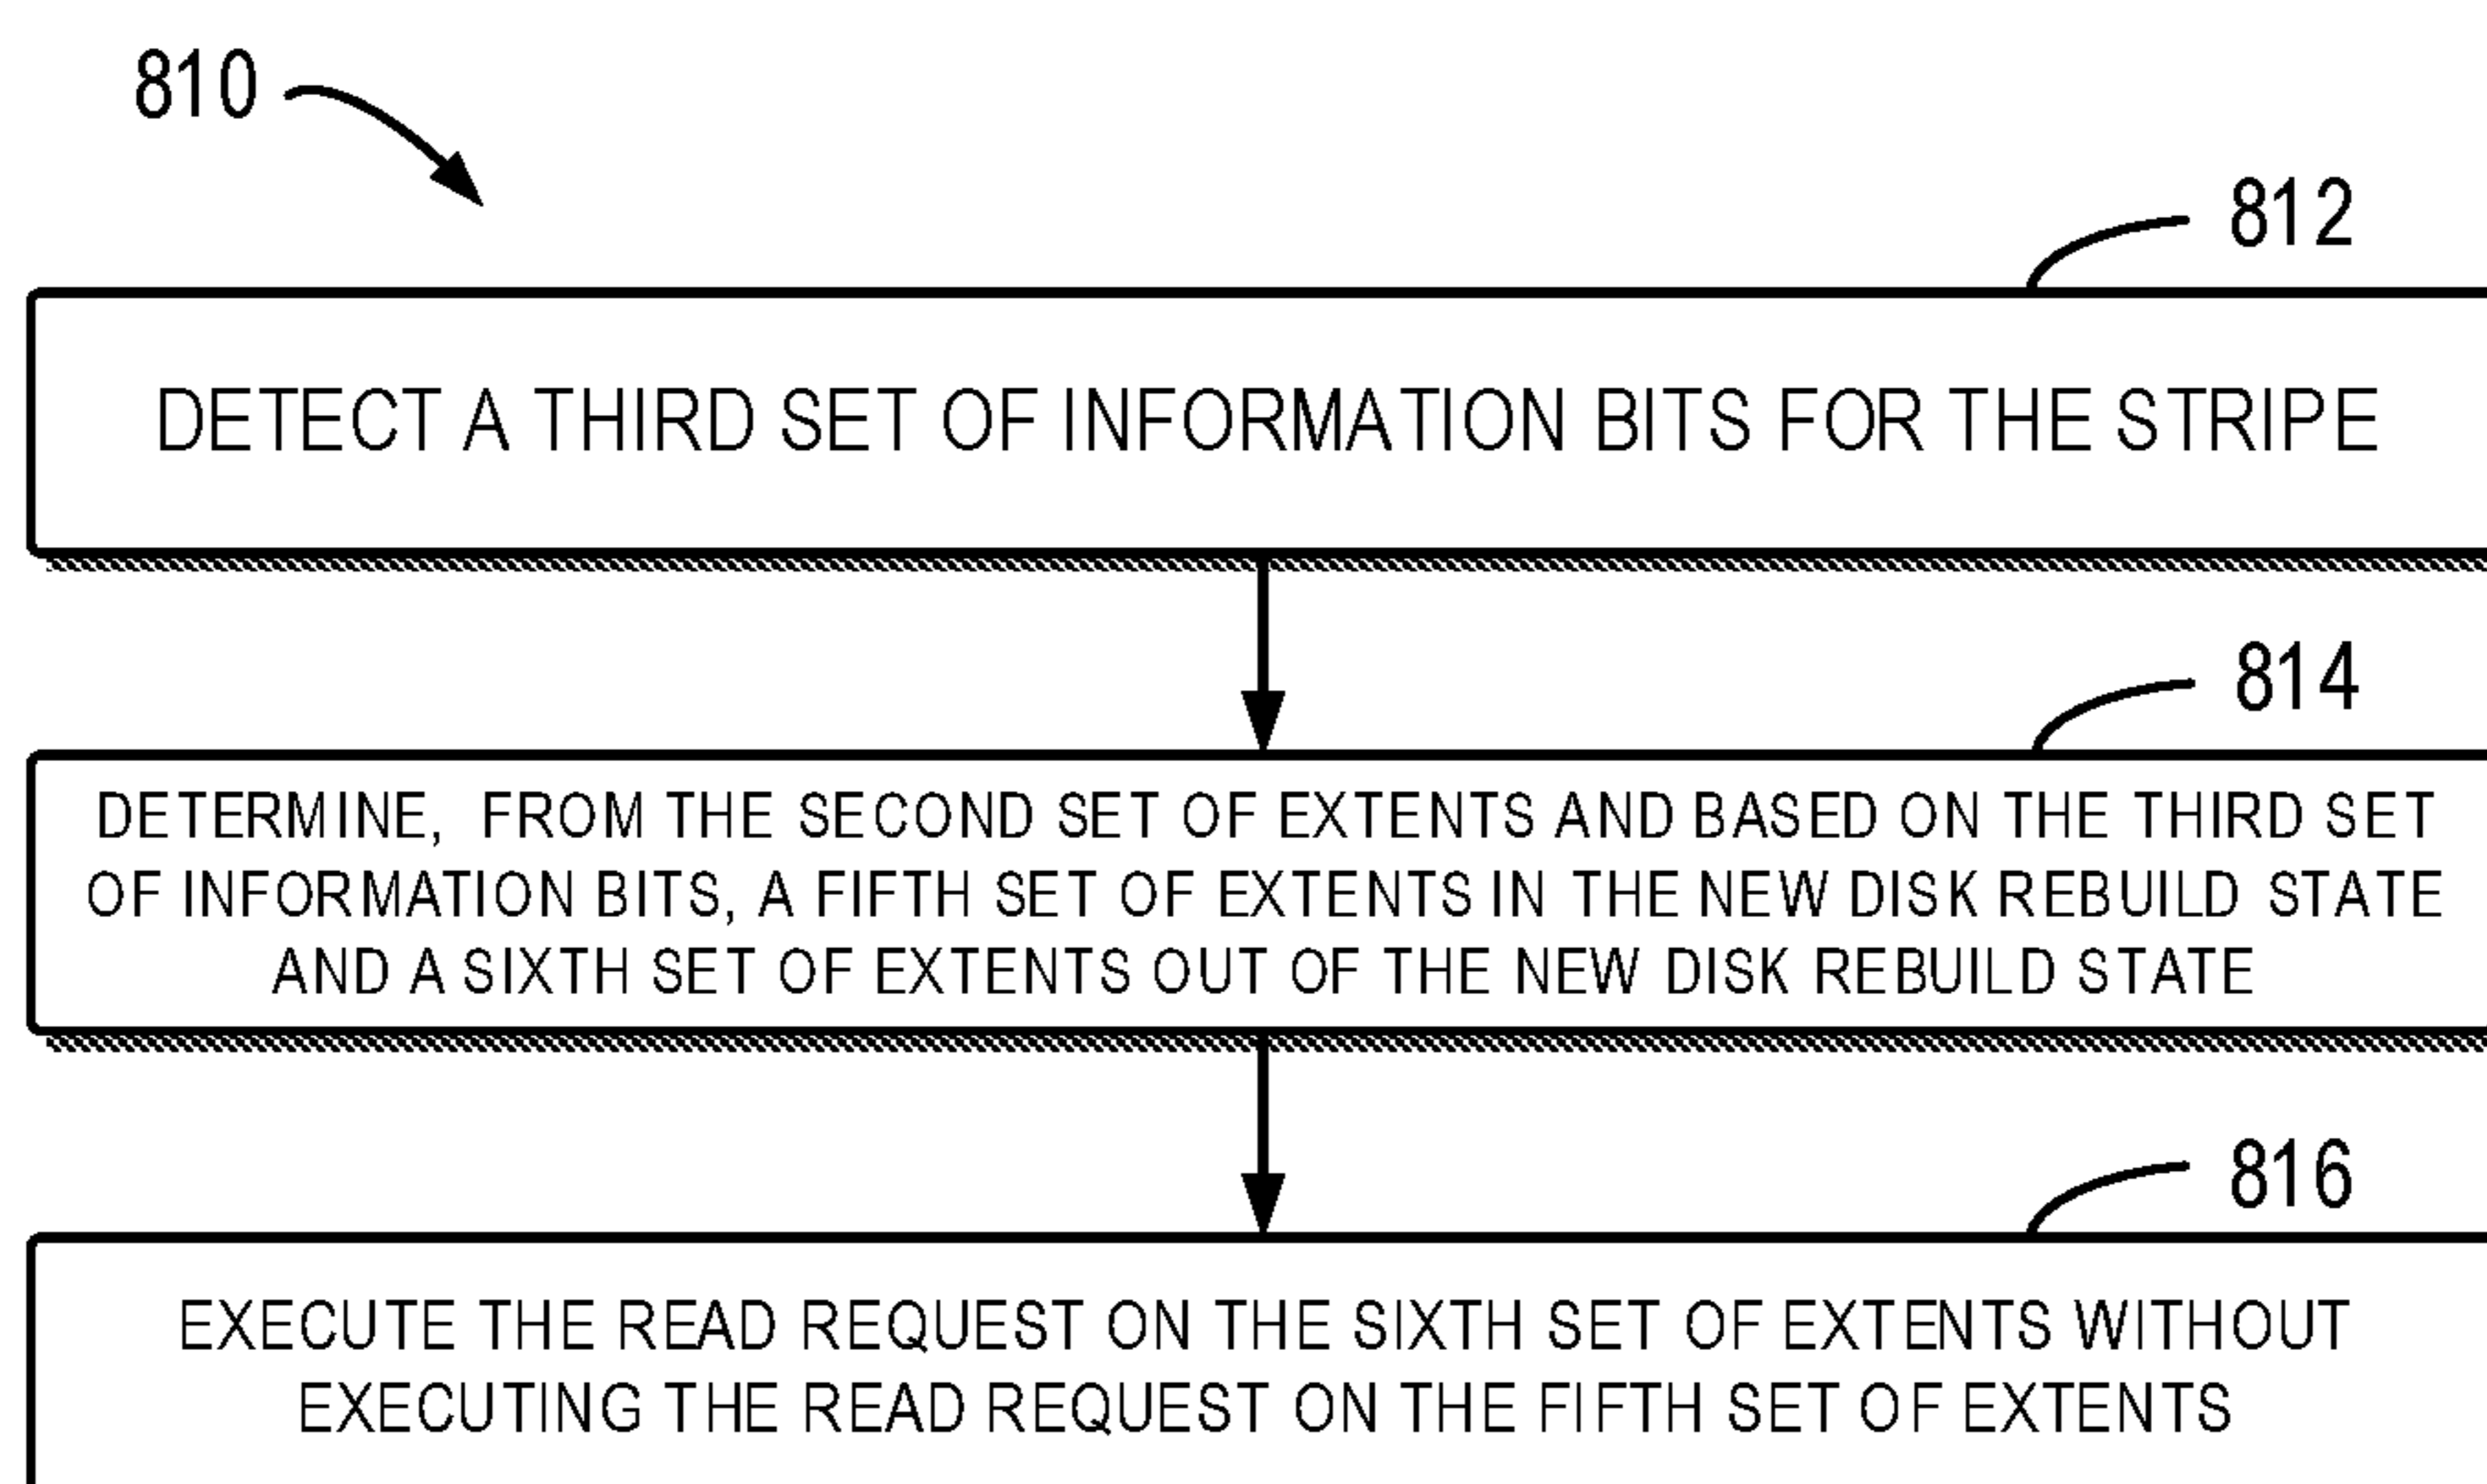 810
812
DETECT A THIRD SET OF INFORMATION BITS FOR THE STRIPE
814
DETERMINE, FROM THE SECOND SET OF EXTENTS AND BASED ON THE THIRD SET
OF INFORMATION BITS, A FIFTH SET OF EXTENTS IN THE NEW DISK REBUILD STATE
AND A SIXTH SET OF EXTENTS OUT OF THE NEW DISK REBUILD STATE
816
EXECUTE THE READ REQUEST ON THE SIXTH SET OF EXTENTS WITHOUT
EXECUTING THE READ REQUEST ON THE FIFTH SET OF EXTENTS